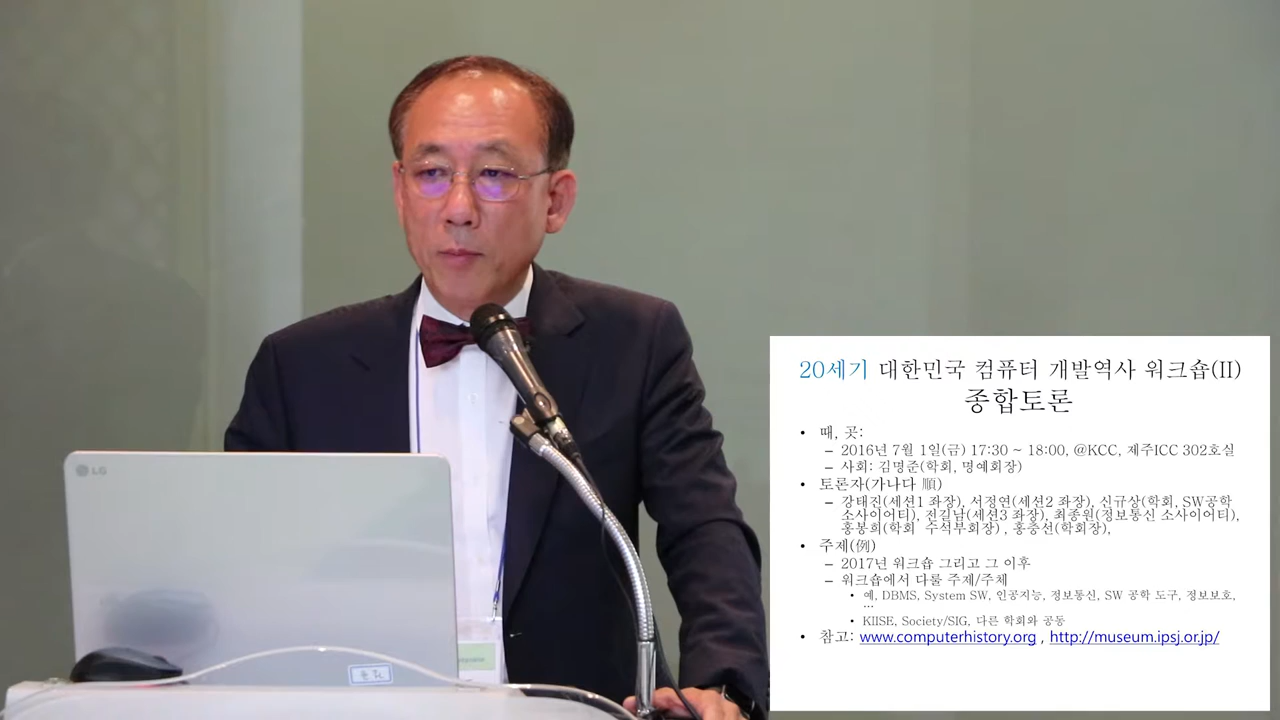 LG
20세기 대한민국 컴퓨터 개발역사 워크숍(II)
종합토론
• 때, 곳:
– 2016년 7월 1일(금) 17:30 ~ 18:00, @KCC, 제주ICC 302호실
– 사회: 김명준(학회, 명예회장)
• 토론자(가나다 順)
– 강태진(세션1 좌장), 서정연(세션2 좌장), 신규상(학회, SW공학
소사이어티), 전길남(세션3 좌장), 최종원(정보통신 소사이어티),
홍봉희(학회 수석부회장) , 홍충선(학회장),
• 주제(例)
– 2017년 워크숍 그리고 그 이후
– 워크숍에서 다룰 주제/주체
• 예, DBMS, System SW, 인공지능, 정보통신, SW 공학 도구, 정보보호,
…
• KIISE, Society/SIG, 다른 학회와 공동
• 참고: www.computerhistory.org , http://museum.ipsj.or.jp/